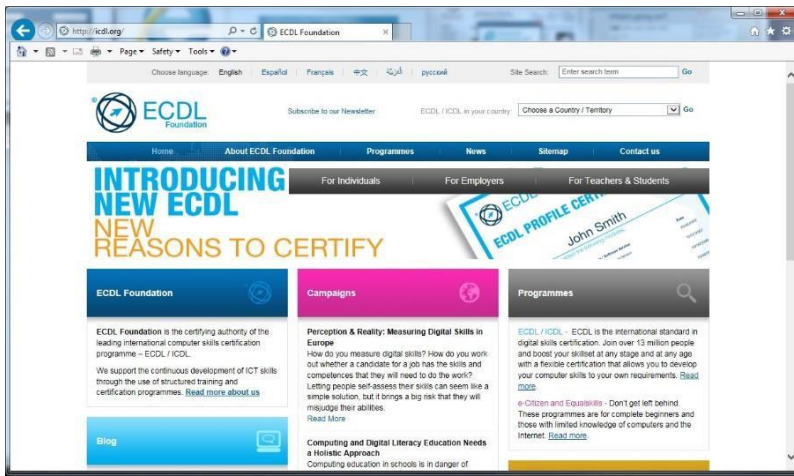 http://icdl.org/
ECDL Foundation
Page Safety Tools
Choose language: English Español Français 中文 русский
Site Search: Enter search term Go
ECDL Foundation
Subscribe to our Newsletter
ECDL / ICDL in your country: Choose a Country / Territory Go
Home About ECDL Foundation Programmes News Sitemap Contact us
For Individuals For Employers For Teachers & Students
INTRODUCING
NEW ECDL
NEW
REASONS TO CERTIFY
ECDL
ECDL PROFILE
John Smith
ECDL Foundation
ECDL Foundation is the certifying authority of the
leading international computer skills certification
programme – ECDL / ICDL.
We support the continuous development of ICT skills
through the use of structured training and
certification programmes. Read more about us
Blog
Campaigns
Perception & Reality: Measuring Digital Skills in
Europe
How do you measure digital skills? How do you work
out whether a candidate for a job has the skills and
competences that they will need to do the work?
Letting people self-assess their skills can seem like a
simple solution, but it brings a big risk that they will
misjudge their abilities.
Read More
Computing and Digital Literacy Education Needs
a Holistic Approach
Computing education in schools is in danger of
Programmes
ECDL / ICDL - ECDL is the international standard in
digital skills certification. Join over 13 million people
and boost your skillset at any stage and at any age
with a flexible certification that allows you to develop
your computer skills to your own requirements. Read
more.
e-Citizen and Equalskills - Don't get left behind.
These programmes are for complete beginners and
those with limited knowledge of computers and the
Internet. Read more.